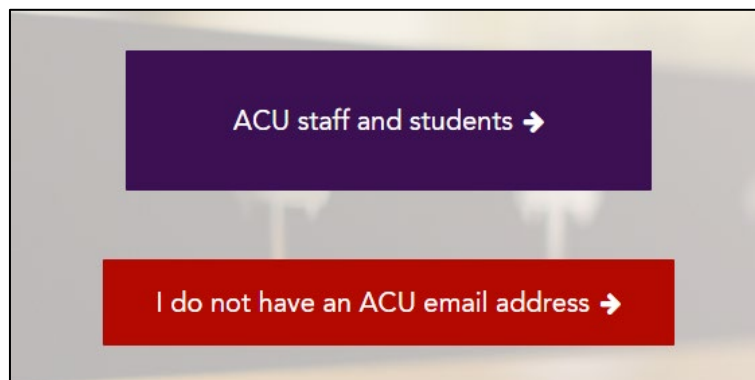 ACU staff and students →
I do not have an ACU email address →